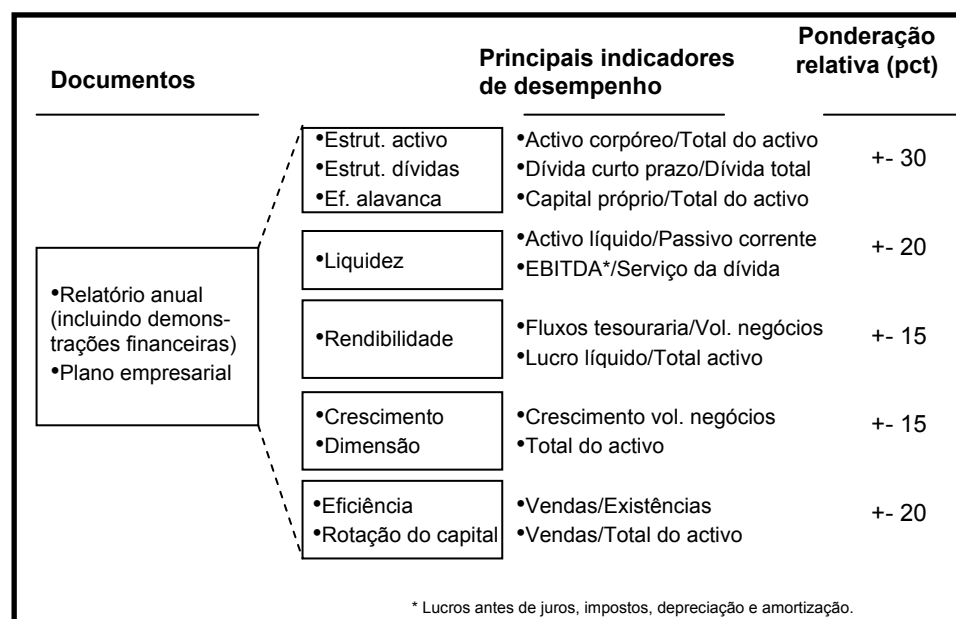 Documentos
Principais indicadores
de desempenho
Ponderação
relativa (pct)
•Relatório anual
(incluindo demons-
trações financeiras)
•Plano empresarial
•Estrut. activo
•Estrut. dívidas
•Ef. alavanca
•Activo corpóreo/Total do activo
•Dívida curto prazo/Dívida total
•Capital próprio/Total do activo
+- 30
•Liquidez
•Activo líquido/Passivo corrente
•EBITDA*/Serviço da dívida
+- 20
•Rendibilidade
•Fluxos tesouraria/Vol. negócios
•Lucro líquido/Total activo
+- 15
•Crescimento
•Dimensão
•Crescimento vol. negócios
•Total do activo
+- 15
•Eficiência
•Rotação do capital
•Vendas/Existências
•Vendas/Total do activo
+- 20
* Lucros antes de juros, impostos, depreciação e amortização.